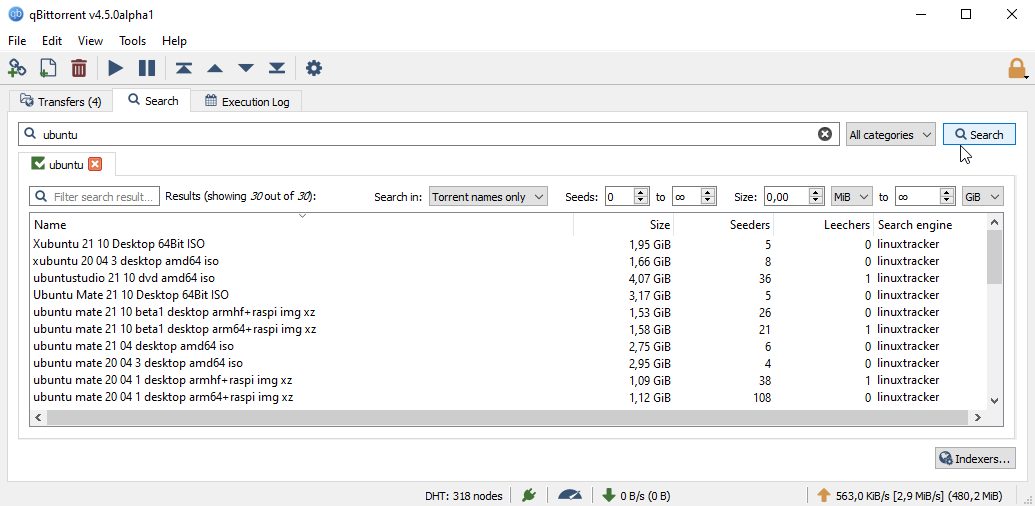 qBittorrent v4.5.0alpha1
File Edit View Tools Help
Transfers (4) Search Execution Log
ubuntu All categories Search
ubuntu
Filter search result... Results (showing 30 out of 30): Search in: Torrent names only Seeds: 0 to ∞ Size: 0,00 MiB to ∞ GiB
Name Size Seeders Leechers Search engine
Xubuntu 21 10 Desktop 64Bit ISO 1,95 GiB 5 0 linuxtracker
xubuntu 20 04 3 desktop amd64 iso 1,66 GiB 8 0 linuxtracker
ubuntustudio 21 10 dvd amd64 iso 4,07 GiB 36 1 linuxtracker
Ubuntu Mate 21 10 Desktop 64Bit ISO 3,17 GiB 5 0 linuxtracker
ubuntu mate 21 10 beta1 desktop armhf+raspi img xz 1,53 GiB 26 0 linuxtracker
ubuntu mate 21 10 beta1 desktop arm64+raspi img xz 1,58 GiB 21 1 linuxtracker
ubuntu mate 21 04 desktop amd64 iso 2,75 GiB 6 0 linuxtracker
ubuntu mate 20 04 3 desktop amd64 iso 2,95 GiB 4 0 linuxtracker
ubuntu mate 20 04 1 desktop armhf+raspi img xz 1,09 GiB 38 1 linuxtracker
ubuntu mate 20 04 1 desktop arm64+raspi img xz 1,12 GiB 108 0 linuxtracker
Indexers...
DHT: 318 nodes 0 B/s (0 B) 563,0 KiB/s [2,9 MiB/s] (480,2 MiB)